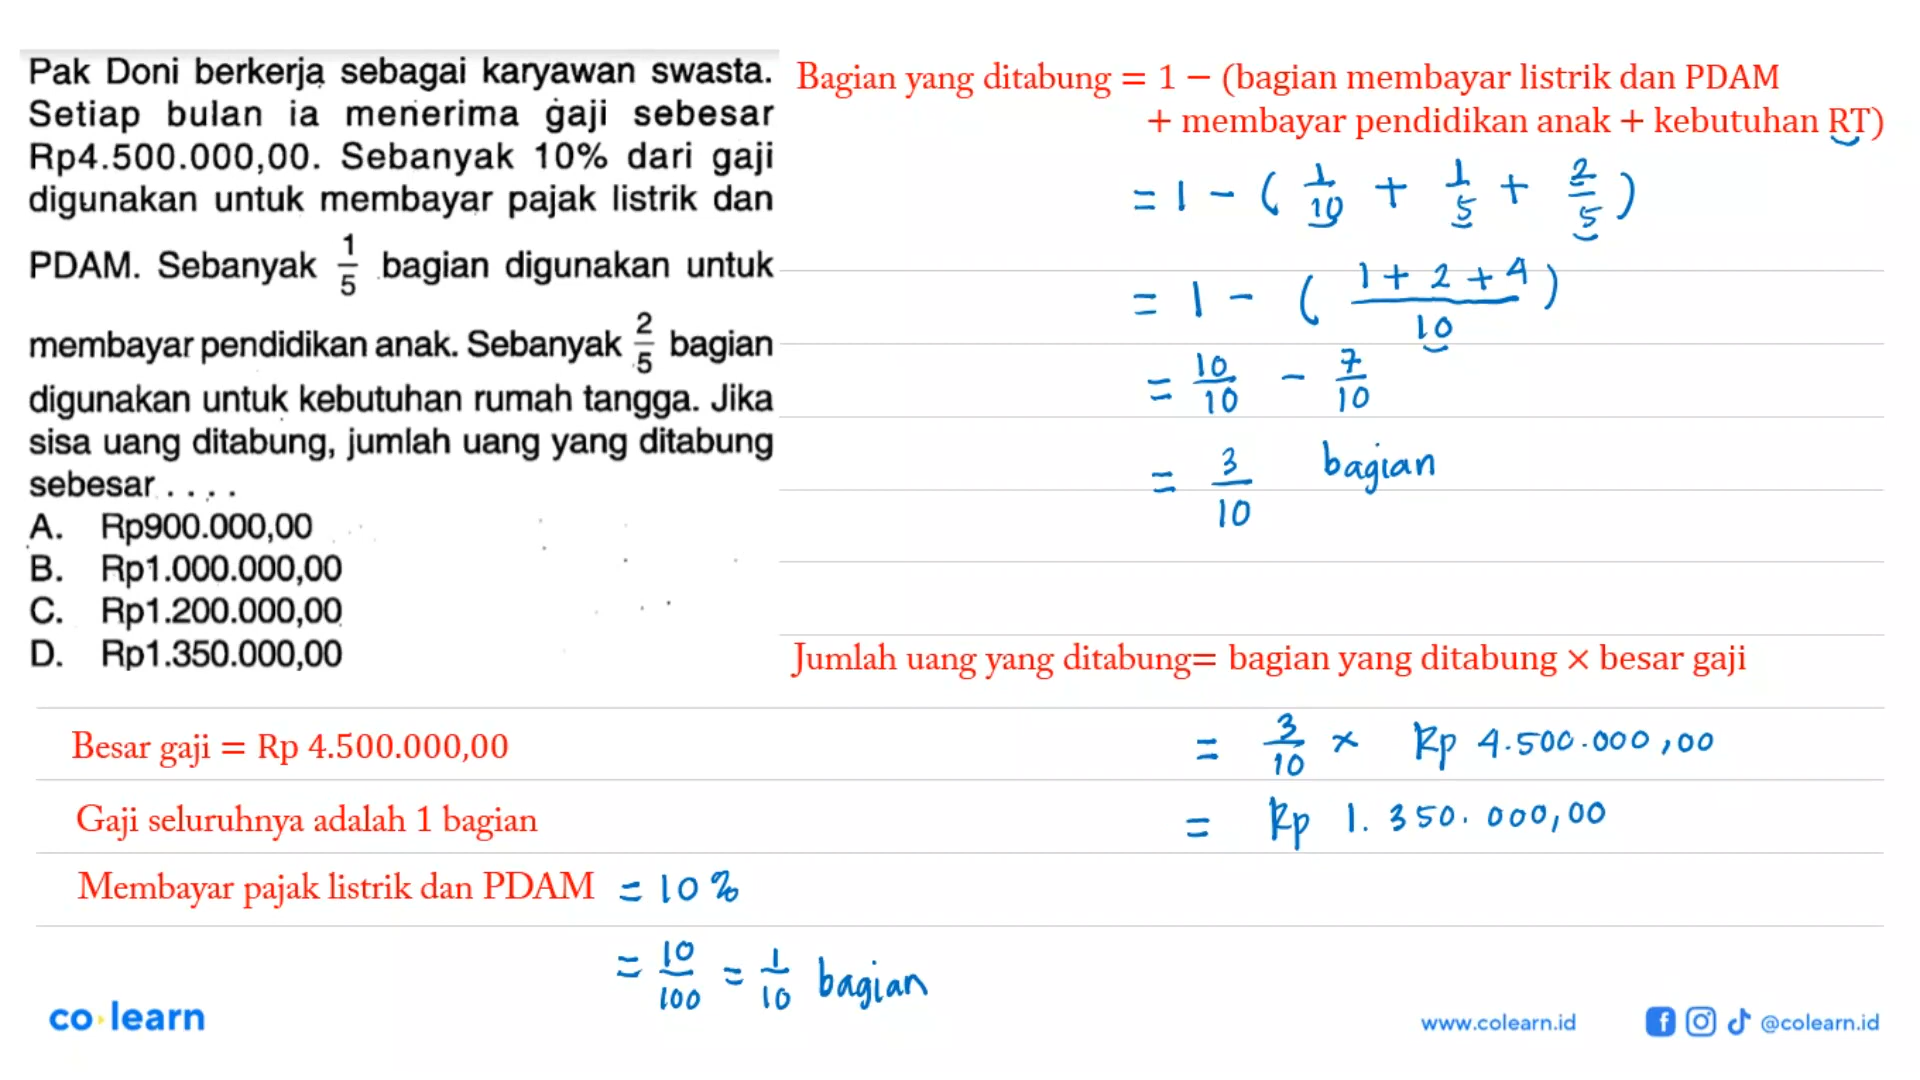 Pak Doni berkerja sebagai karyawan swasta.
Setiap bulan ia menerima gaji sebesar
Rp4.500.000,00. Sebanyak 10% dari gaji
digunakan untuk membayar pajak listrik dan
PDAM. Sebanyak 1/5 bagian digunakan untuk
membayar pendidikan anak. Sebanyak 2/5 bagian
digunakan untuk kebutuhan rumah tangga. Jika
sisa uang ditabung, jumlah uang yang ditabung
sebesar . . . .
A. Rp900.000,00
B. Rp1.000.000,00
C. Rp1.200.000,00
D. Rp1.350.000,00
Besar gaji = Rp 4.500.000,00
Gaji seluruhnya adalah 1 bagian
Membayar pajak listrik dan PDAM = 10%
= 10/100 = 1/10 bagian
Bagian yang ditabung = 1 − (bagian membayar listrik dan PDAM
+ membayar pendidikan anak + kebutuhan RT)
= 1 - (1/10 + 1/5 + 2/5)
= 1 - ((1 + 2 + 4)/10)
= 10/10 - 7/10
= 3/10 bagian
Jumlah uang yang ditabung= bagian yang ditabung × besar gaji
= 3/10 × Rp 4.500.000,00
= Rp 1.350.000,00
co learn
www.colearn.id
@colearn.id